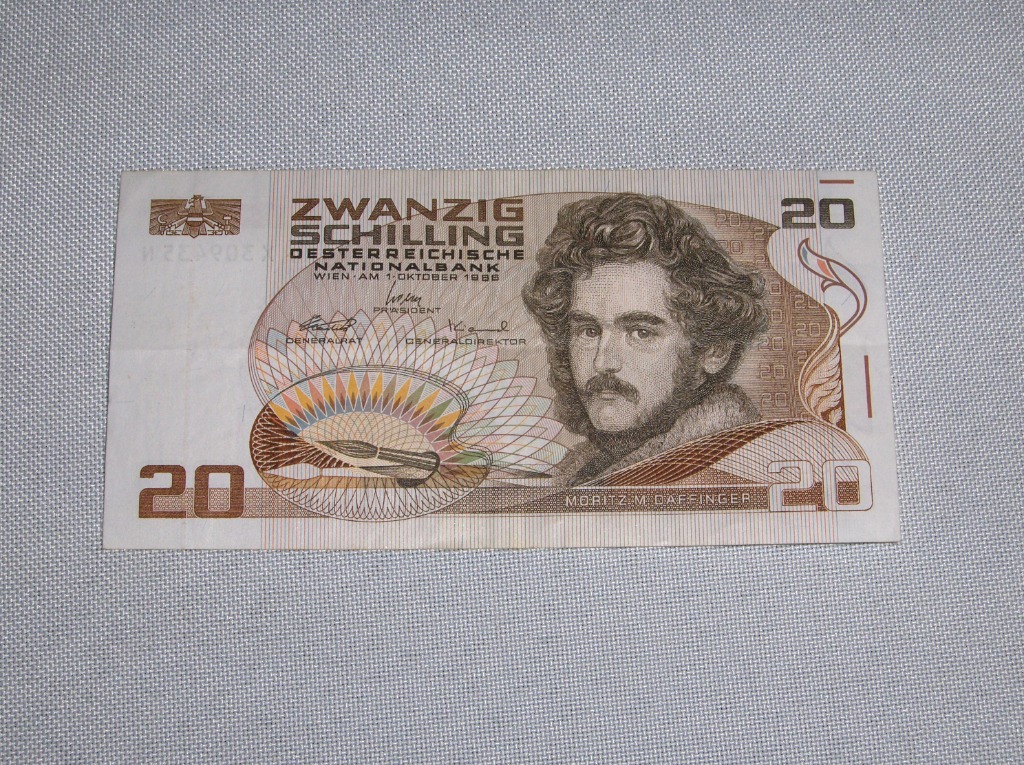 ZWANZIG
SCHILLING
OESTERREICHISCHE
NATIONALBANK
WIEN·AM 1·OKTOBER 1986
PRÄSIDENT
GENERALRAT
GENERALDIREKTOR
20
20
MORITZ M. DAFFINGER
20